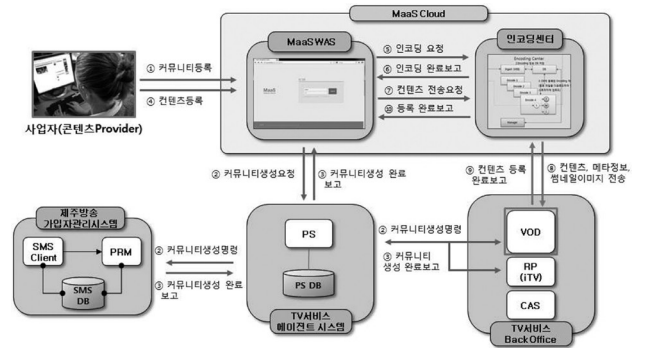 MaaS Cloud
MaaS WAS
인코딩센터
① 커뮤니티등록
④ 컨텐츠등록
사업자(콘텐츠Provider)
MaaS
⑤ 인코딩 요청
⑥ 인코딩 완료보고
⑦ 컨텐츠 전송요청
⑩ 등록 완료보고
Encoding Center
② 커뮤니티생성요청
③ 커뮤니티생성 완료
보고
⑨ 컨텐츠 등록
완료보고
⑧ 컨텐츠, 메타정보,
썸네일이미지 전송
제주방송
가입자관리시스템
SMS
Client
PRM
SMS
DB
② 커뮤니티생성명령
③ 커뮤니티생성 완료
보고
PS
PS DB
TV서비스
에이전트 시스템
② 커뮤니티생성명령
③ 커뮤니티
생성 완료보고
VOD
RP
(iTV)
CAS
TV서비스
Back Office